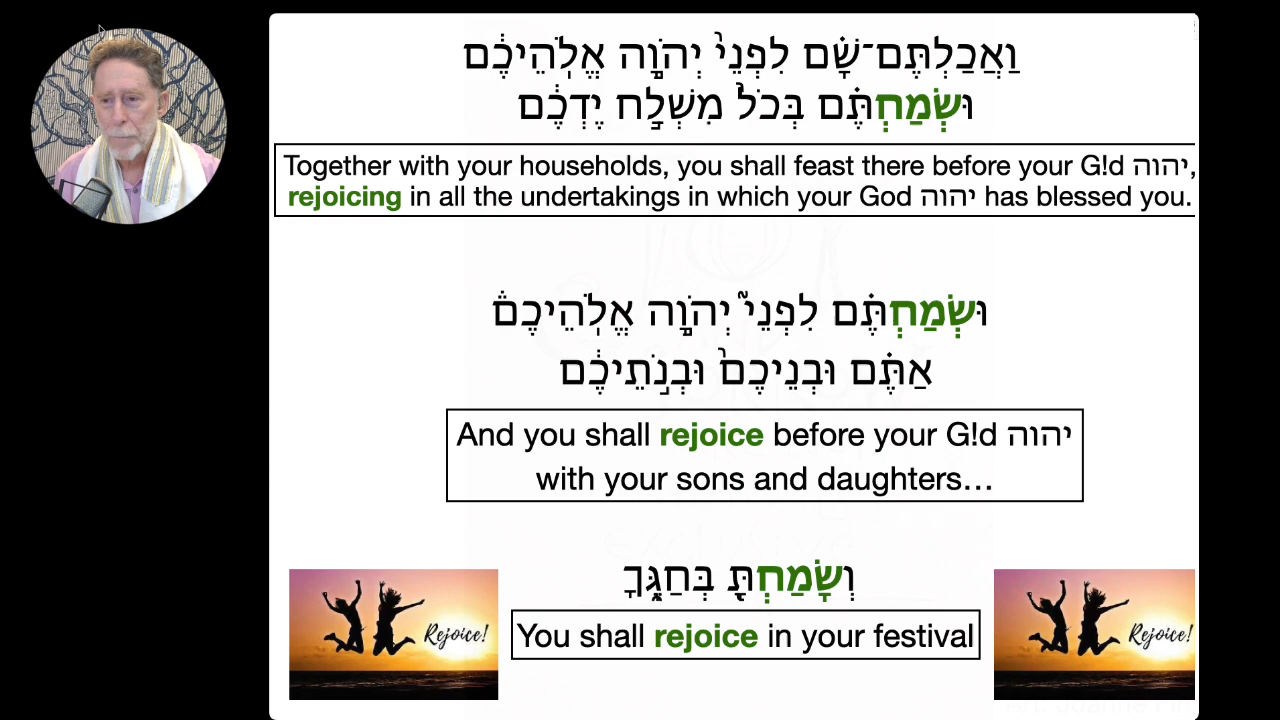 וַאֲכַלְתֶּם־שָׁ֗ם לִפְנֵי֙ יְהֹוָ֣ה אֱלֹֽהֵיכֶ֔ם
וּשְׂמַחְתֶּ֗ם בְּכֹל֙ מִשְׁלַ֣ח יֶדְכֶ֔ם
Together with your households, you shall feast there before your G!d יהוה,
rejoicing in all the undertakings in which your God יהוה has blessed you.
וּשְׂמַחְתֶּ֗ם לִפְנֵי֮ יְהֹוָ֣ה אֱלֹֽהֵיכֶם֒
אַתֶּ֗ם וּבְנֵיכֶם֙ וּבְנֹ֣תֵיכֶ֔ם
And you shall rejoice before your G!d יהוה
with your sons and daughters…
וְשָׂמַחְתָּ֖ בְּחַגֶּ֑ךָ
You shall rejoice in your festival
Rejoice!
Rejoice!